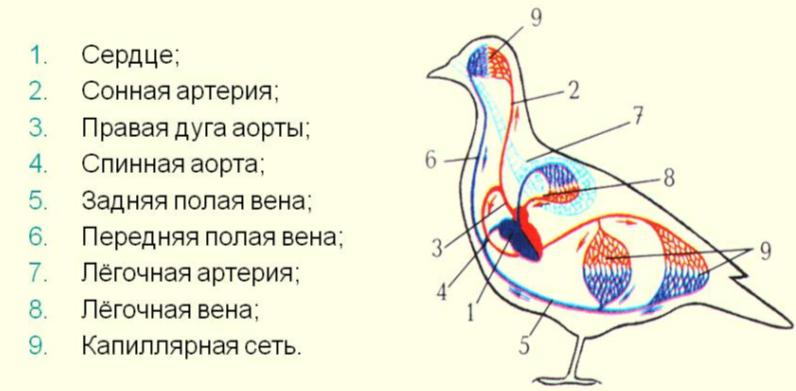 1. Сердце;
2. Сонная артерия;
3. Правая дуга аорты;
4. Спинная аорта;
5. Задняя полая вена;
6. Передняя полая вена;
7. Лёгочная артерия;
8. Лёгочная вена;
9. Капиллярная сеть.
9
2
7
6
8
3
9
4
1
5